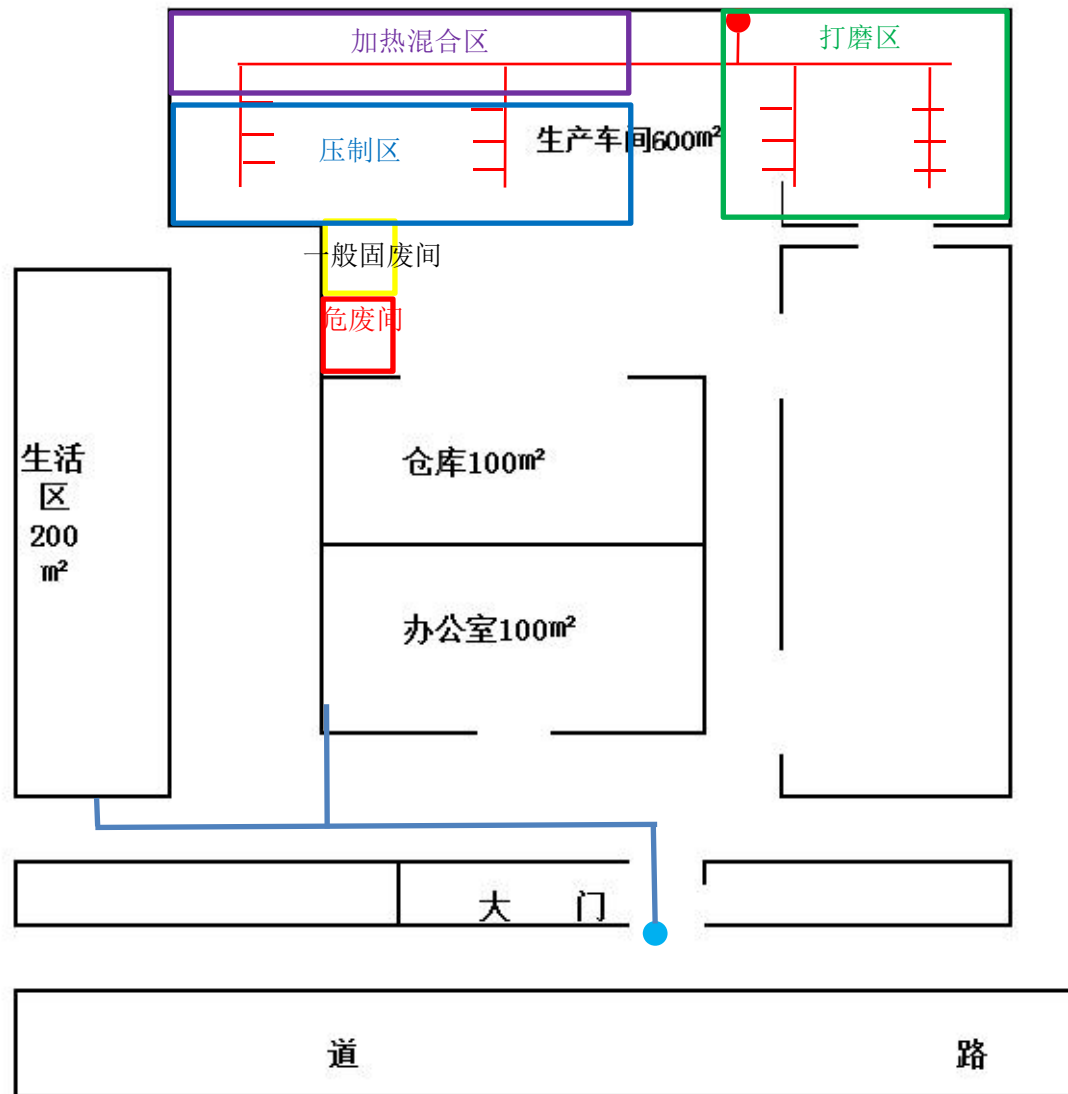 加热混合区
打磨区
生产车间600㎡
压制区
一般固废间
危废间
仓库100㎡
生活
区
200
㎡
办公室100㎡
大 门
道 路